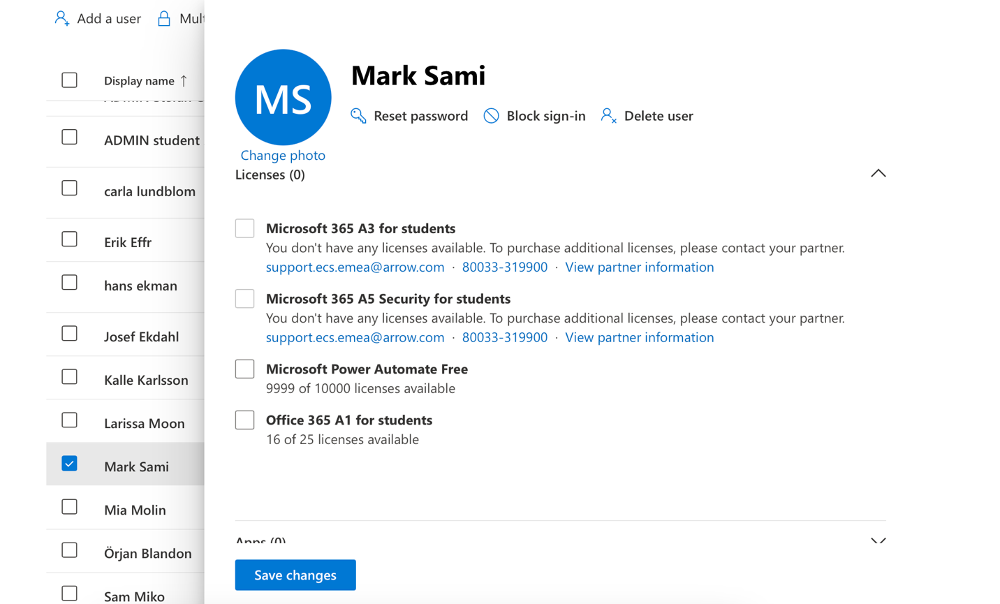 Add a user
Mul
Display name ↑
ADMIN student
carla lundblom
Erik Effr
hans ekman
Josef Ekdahl
Kalle Karlsson
Larissa Moon
Mark Sami
Mia Molin
Örjan Blandon
Sam Miko
MS
Change photo
Mark Sami
Reset password
Block sign-in
Delete user
Licenses (0)
Microsoft 365 A3 for students
You don't have any licenses available. To purchase additional licenses, please contact your partner.
support.ecs.emea@arrow.com · 80033-319900 · View partner information
Microsoft 365 A5 Security for students
You don't have any licenses available. To purchase additional licenses, please contact your partner.
support.ecs.emea@arrow.com · 80033-319900 · View partner information
Microsoft Power Automate Free
9999 of 10000 licenses available
Office 365 A1 for students
16 of 25 licenses available
Apps (0)
Save changes